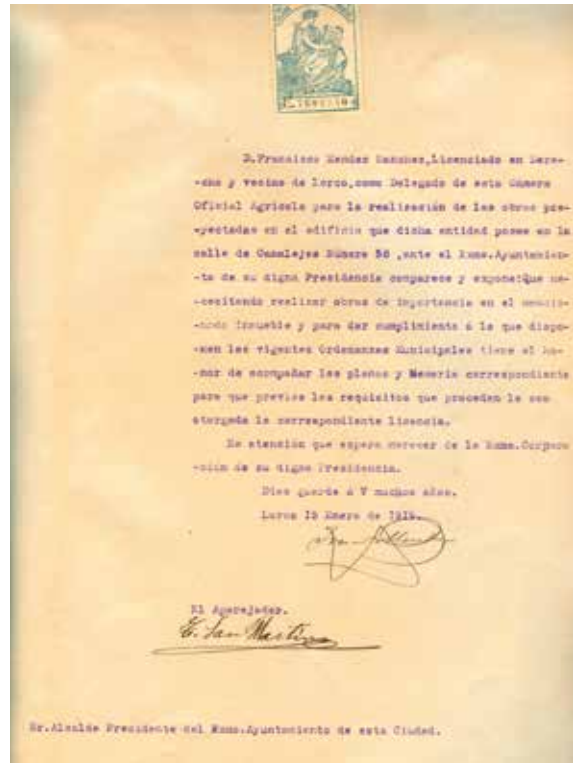 D.Francisco Mendez Sanchez,Licenciado en Dere-
-cho y vecino de Lorca,como Delegado de esta Cámara
Oficial Agricola para la realización de las obras pro-
-yectadas en el edificio que dicha entidad posee en la
calle de Canalejas Número 50 ,ante el Exmo.Ayuntamien-
-to de su digna Presidencia comparece y expone:Que ne-
-cesitando realizar obras de importancia en el mencio-
-nado inmueble y para dar cumplimiento á lo que dispo-
-nen las vigentes Ordenanzas Municipales tiene el ho-
-nor de acompañar los planos y Memoria correspondiente
para que previos los requisitos que procedan le sea
otorgada la correspondiente licencia.
Es atención que espera merecer de la Exma.Corpora
-ción de su digna Presidencia.
Dios guarde á V muchos años.
Lorca 15 Enero de
El Aparejador.
E. San Martin
Sr.Alcalde Presidente del Exmo.Ayuntamiento de esta Ciudad.